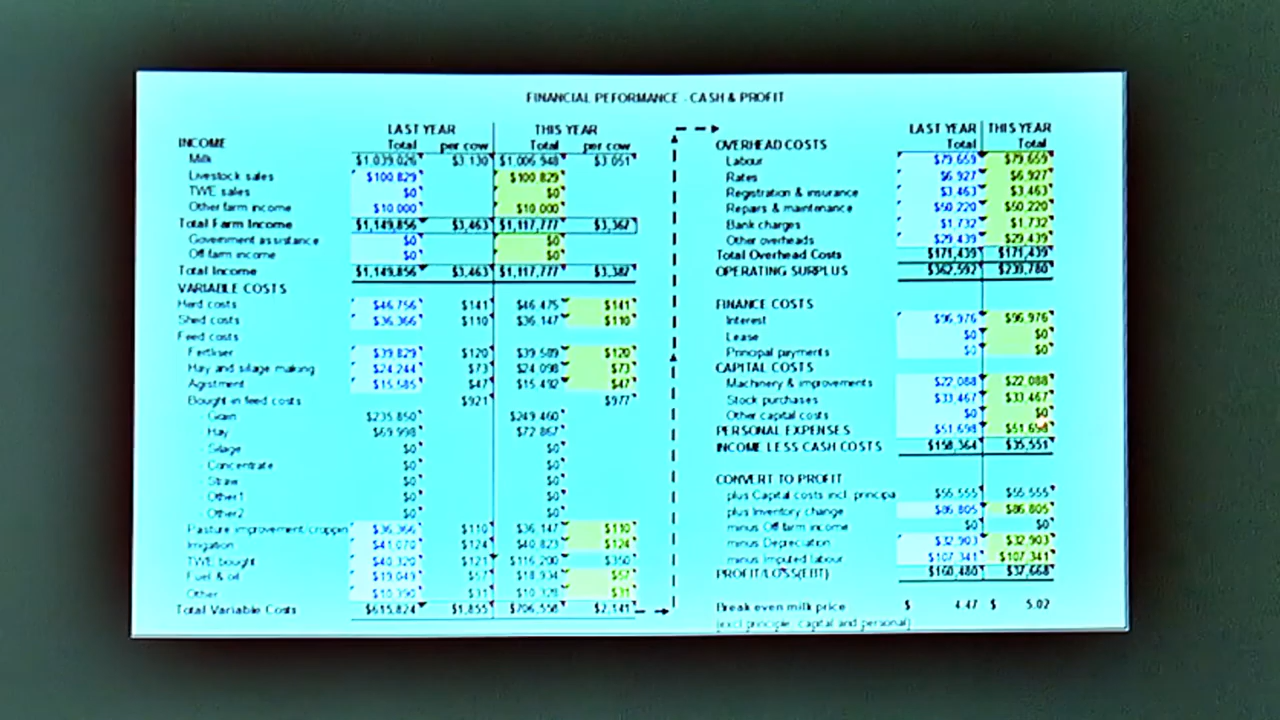 FINANCIAL PEFORMANCE - CASH & PROFIT
LAST YEAR THIS YEAR
INCOME Total per cow Total per cow
Milk $1,039,026 $3,130 $1,006,948 $3,051
Livestock sales $100,829 $100,829
TWE sales $0 $0
Other farm income $10,000 $10,000
Total Farm Income $1,149,856 $3,463 $1,117,777
Government assistance $0 $0
Off farm income $0 $0
Total Income $1,149,856 $3,463 $1,117,777 $3,387
VARIABLE COSTS
Herd costs $46,756 $141 $46,475 $141
Shed costs $36,366 $110 $36,147 $110
Feed costs
Fertiliser $39,829 $120 $39,589 $120
Hay and silage making $24,244 $73 $24,098 $73
Agistment $15,585 $47 $15,492 $47
Bought in feed costs $921 $977
- Grain $235,850 $249,460
- Hay $69,998 $72,867
- Silage $0 $0
- Concentrate $0 $0
- Straw $0 $0
- Other1 $0 $0
- Other2 $0 $0
Pasture improvement/croppin $36,366 $110 $36,147 $110
Irrigation $41,070 $124 $40,823 $124
TWE bought $40,320 $121 $116,200 $350
Fuel & oil $19,049 $57 $18,934 $57
Other $10,390 $31 $10,328 $31
Total Variable Costs $615,824 $1,855 $706,558 $2,141
LAST YEAR THIS YEAR
OVERHEAD COSTS Total Total
Labour $79,659 $79,659
Rates $6,927 $6,927
Registration & insurance $3,463 $3,463
Repairs & maintenance $50,220 $50,220
Bank charges $1,732 $1,732
Other overheads $29,439 $29,439
Total Overhead Costs $171,439 $171,439
OPERATING SURPLUS $362,592 $239,780
FINANCE COSTS
Interest $96,976 $96,976
Lease $0 $0
Principal payments $0 $0
CAPITAL COSTS
Machinery & improvements $22,088 $22,088
Stock purchases $33,467 $33,467
Other capital costs $0 $0
PERSONAL EXPENSES $51,698 $51,698
INCOME LESS CASH COSTS $158,364 $35,551
CONVERT TO PROFIT
plus Capital costs incl. principa $55,555 $55,555
plus Inventory change $86,805 $86,805
minus Off farm income $0 $0
minus Depreciation $32,903 $32,903
minus Imputed labour $107,341 $107,341
PROFIT/LOSS(EBT) $160,480 $37,668
Break even milk price $ 4.47 $ 5.02
(excl principle, capital and personal)